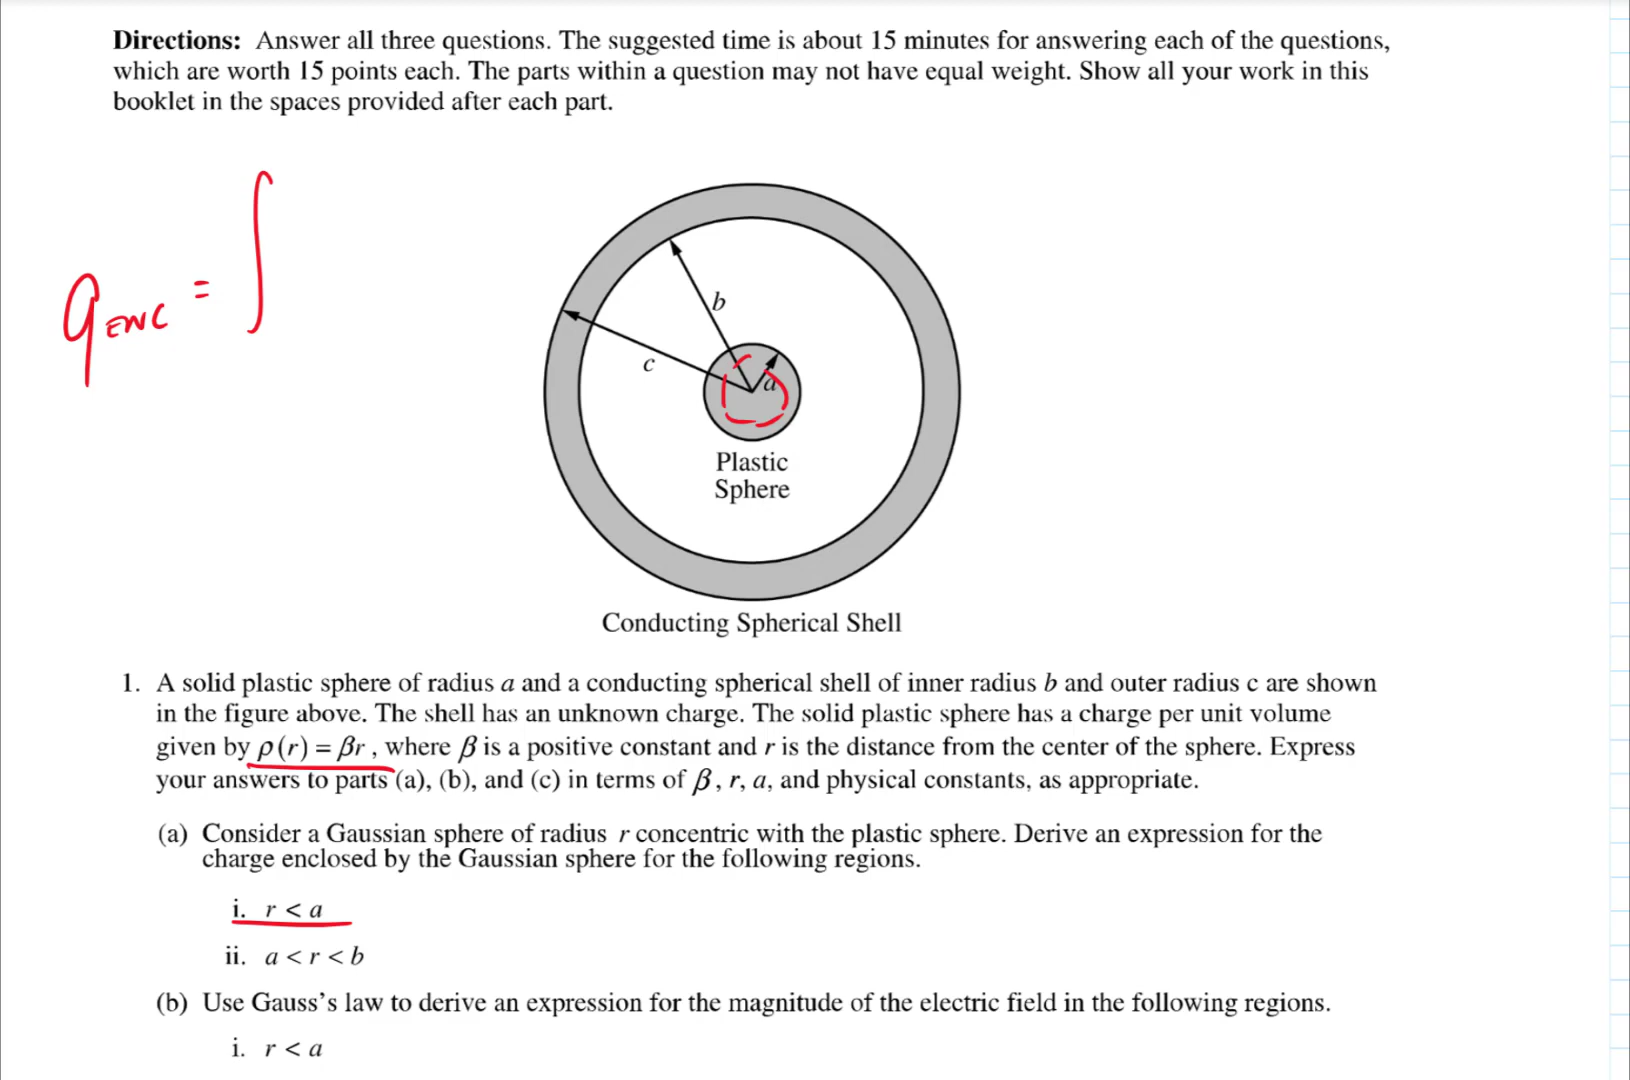 Directions: Answer all three questions. The suggested time is about 15 minutes for answering each of the questions,
which are worth 15 points each. The parts within a question may not have equal weight. Show all your work in this
booklet in the spaces provided after each part.
qENC = ∫
b
c
a
Plastic
Sphere
Conducting Spherical Shell
1. A solid plastic sphere of radius a and a conducting spherical shell of inner radius b and outer radius c are shown
in the figure above. The shell has an unknown charge. The solid plastic sphere has a charge per unit volume
given by ρ(r) = βr , where β is a positive constant and r is the distance from the center of the sphere. Express
your answers to parts (a), (b), and (c) in terms of β, r, a, and physical constants, as appropriate.
(a) Consider a Gaussian sphere of radius r concentric with the plastic sphere. Derive an expression for the
charge enclosed by the Gaussian sphere for the following regions.
i. r < a
ii. a < r < b
(b) Use Gauss’s law to derive an expression for the magnitude of the electric field in the following regions.
i. r < a